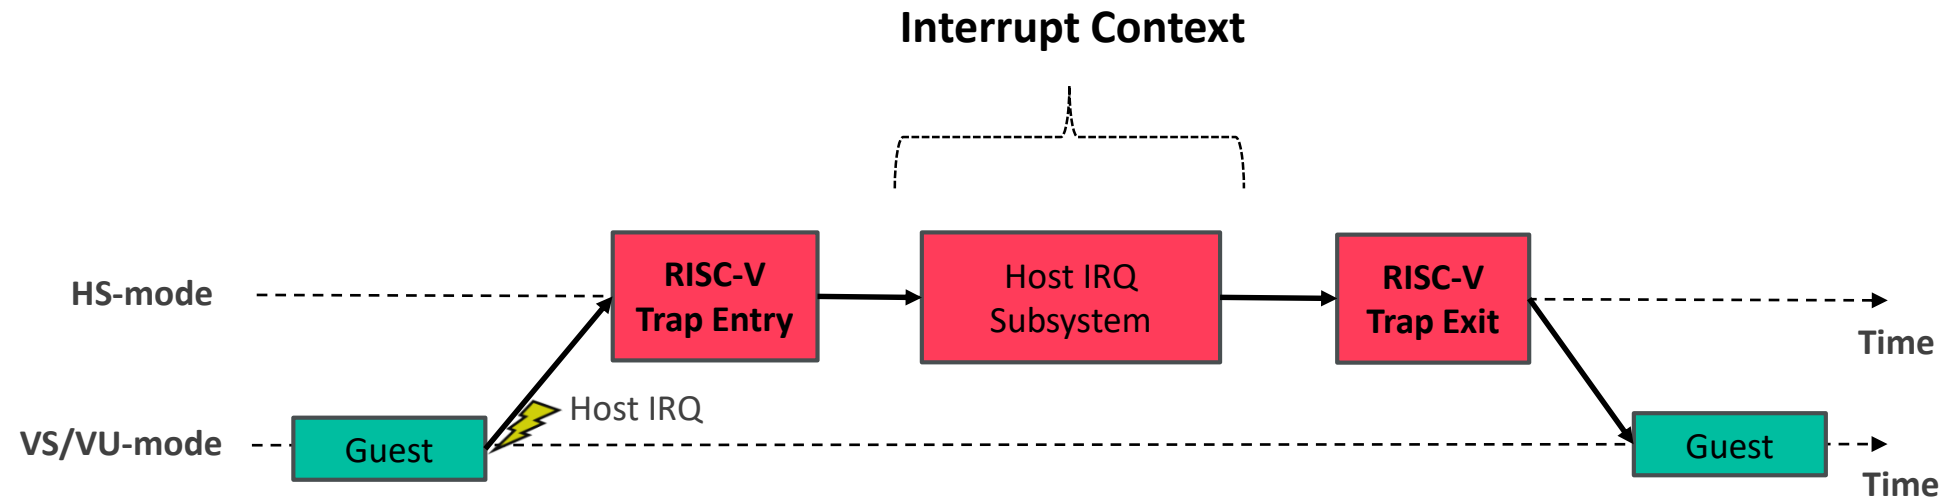 Interrupt Context
HS-mode
RISC-V
Trap Entry
Host IRQ
Subsystem
RISC-V
Trap Exit
Time
VS/VU-mode
Guest
Host IRQ
Guest
Time